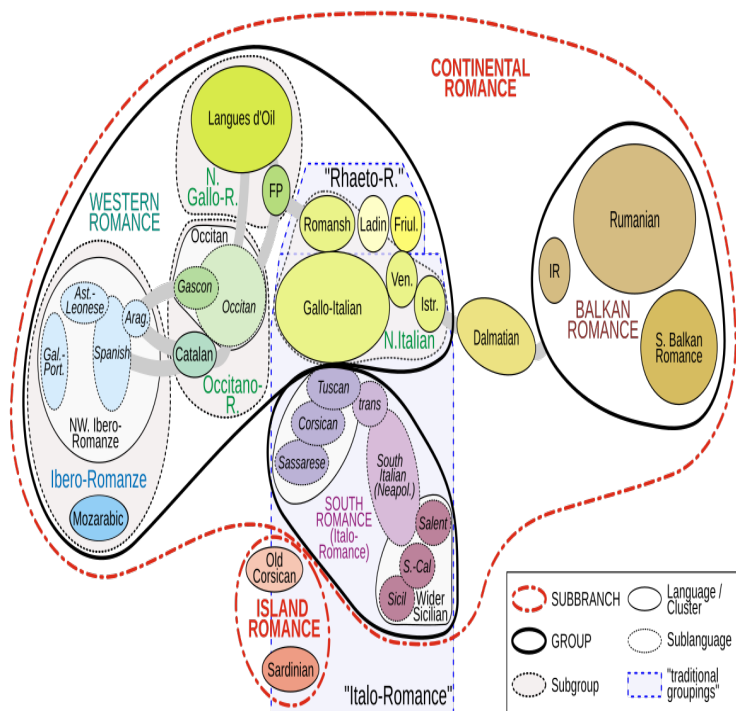 CONTINENTAL
ROMANCE
Langues d'Oil
N.
Gallo-R.
FP
"Rhaeto-R."
WESTERN
ROMANCE
Romansh
Ladin
Friul.
Rumanian
Occitan
Gascon
Occitan
Gallo-Italian
Ven.
Istr.
IR
Ast.-
Leonese
Arag.
Gal.-
Port.
Spanish
Catalan
N.Italian
Dalmatian
BALKAN
ROMANCE
S. Balkan
Romance
Occitano-
R.
NW. Ibero-
Romanze
Tuscan
trans
Corsican
Sassarese
South
Italian
(Neapol.)
Ibero-Romanze
Mozarabic
SOUTH
ROMANCE
(Italo-
Romance)
Salent
S.-Cal
Sicil
Wider
Sicilian
Old
Corsican
ISLAND
ROMANCE
Sardinian
"Italo-Romance"
SUBBRANCH
Language /
Cluster
GROUP
Sublanguage
Subgroup
"traditional
groupings"